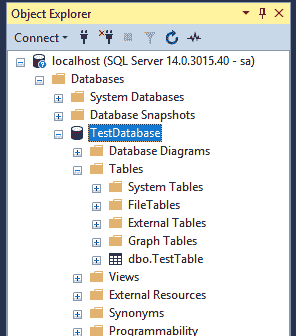 Object Explorer
Connect
localhost (SQL Server 14.0.3015.40 - sa)
Databases
System Databases
Database Snapshots
TestDatabase
Database Diagrams
Tables
System Tables
FileTables
External Tables
Graph Tables
dbo.TestTable
Views
External Resources
Synonyms
Programmability